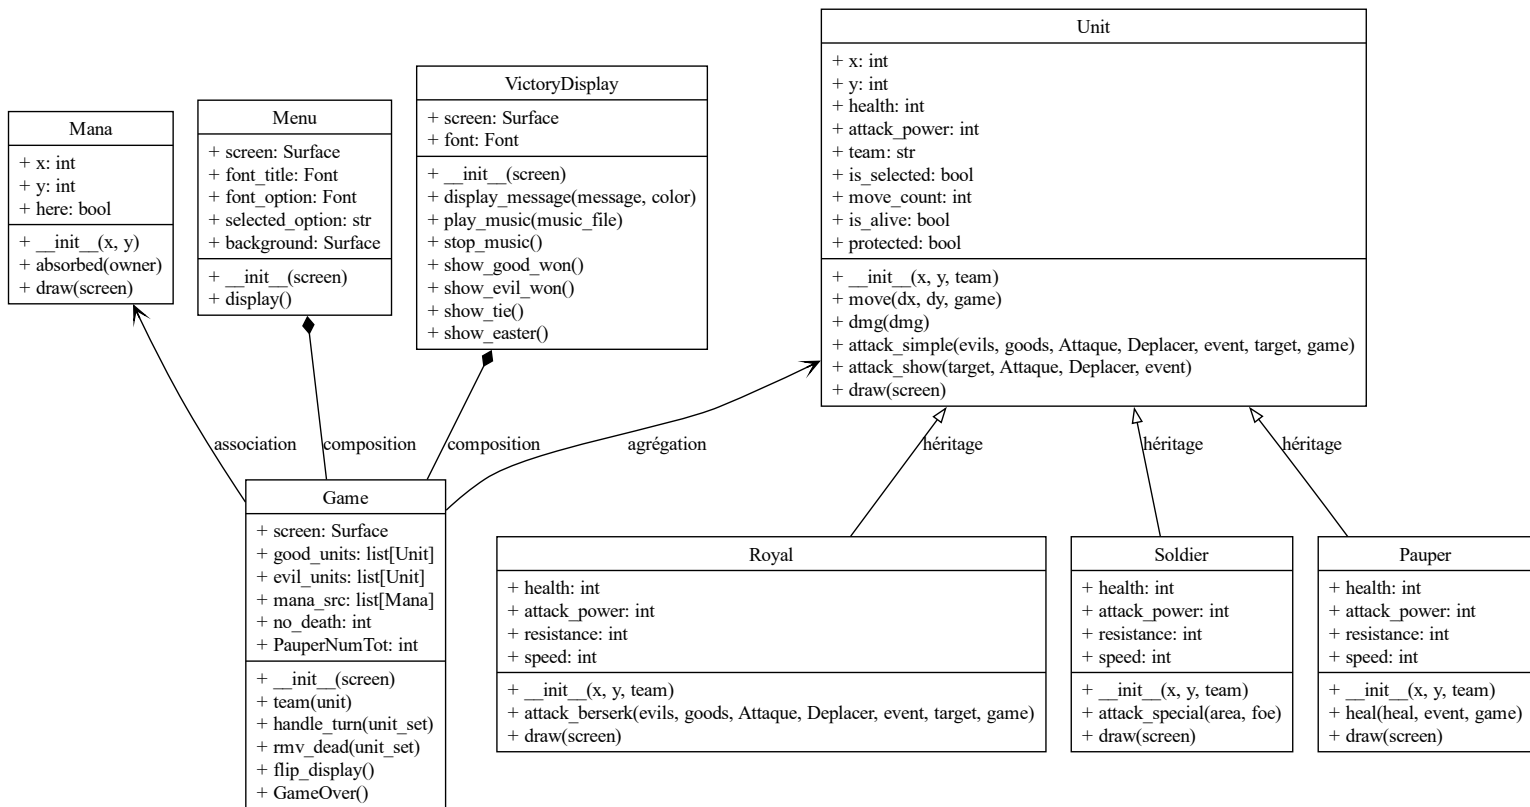 Mana
+ x: int
+ y: int
+ here: bool
+ __init__(x, y)
+ absorbed(owner)
+ draw(screen)
Menu
+ screen: Surface
+ font_title: Font
+ font_option: Font
+ selected_option: str
+ background: Surface
+ __init__(screen)
+ display()
VictoryDisplay
+ screen: Surface
+ font: Font
+ __init__(screen)
+ display_message(message, color)
+ play_music(music_file)
+ stop_music()
+ show_good_won()
+ show_evil_won()
+ show_tie()
+ show_easter()
Unit
+ x: int
+ y: int
+ health: int
+ attack_power: int
+ team: str
+ is_selected: bool
+ move_count: int
+ is_alive: bool
+ protected: bool
+ __init__(x, y, team)
+ move(dx, dy, game)
+ dmg(dmg)
+ attack_simple(evils, goods, Attaque, Deplacer, event, target, game)
+ attack_show(target, Attaque, Deplacer, event)
+ draw(screen)
association
composition
composition
agrégation
héritage
héritage
héritage
Game
+ screen: Surface
+ good_units: list[Unit]
+ evil_units: list[Unit]
+ mana_src: list[Mana]
+ no_death: int
+ PauperNumTot: int
+ __init__(screen)
+ team(unit)
+ handle_turn(unit_set)
+ rmv_dead(unit_set)
+ flip_display()
+ GameOver()
Royal
+ health: int
+ attack_power: int
+ resistance: int
+ speed: int
+ __init__(x, y, team)
+ attack_berserk(evils, goods, Attaque, Deplacer, event, target, game)
+ draw(screen)
Soldier
+ health: int
+ attack_power: int
+ resistance: int
+ speed: int
+ __init__(x, y, team)
+ attack_special(area, foe)
+ draw(screen)
Pauper
+ health: int
+ attack_power: int
+ resistance: int
+ speed: int
+ __init__(x, y, team)
+ heal(heal, event, game)
+ draw(screen)